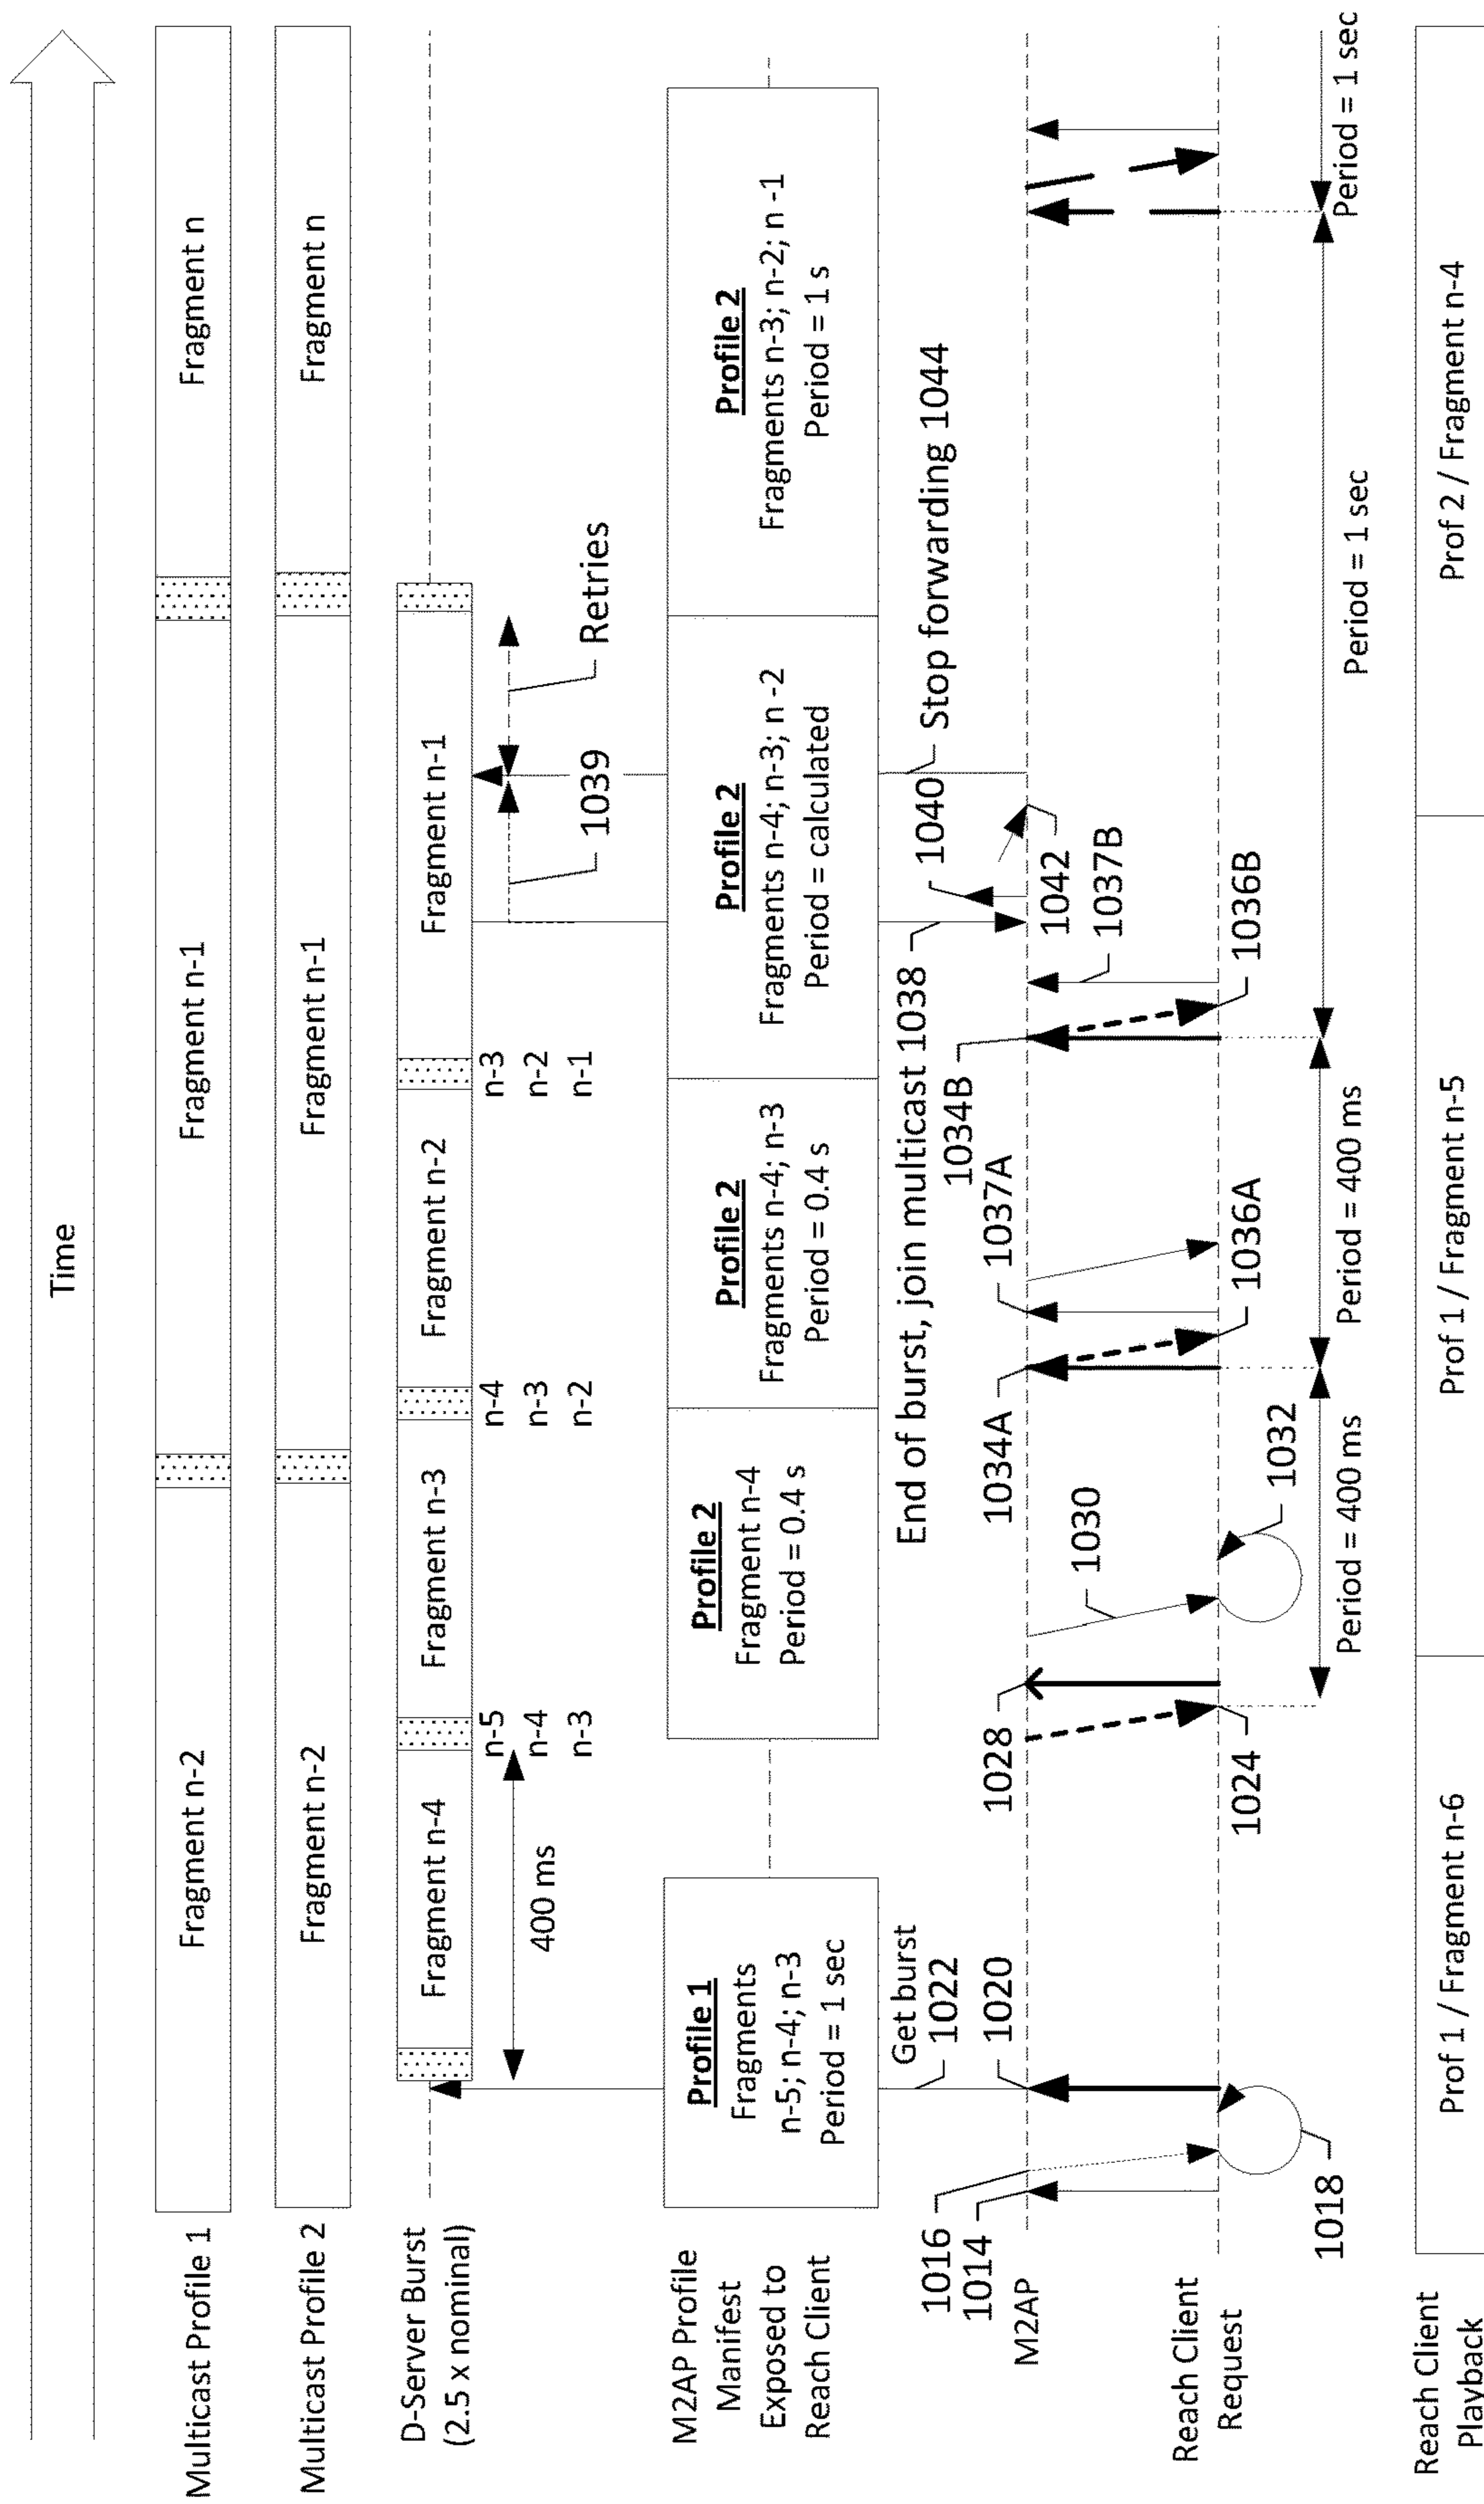 Time
Multicast Profile 1
Fragment n-2
Fragment n-1
Fragment n
Multicast Profile 2
Fragment n-2
Fragment n-1
Fragment n
D-Server Burst
(2.5 x nominal)
Fragment n-4
Fragment n-3
Fragment n-2
Fragment n-1
400 ms
n-5
n-4
n-3
n-4
n-3
n-2
n-3
n-2
n-1
1039
Retries
M2AP Profile
Manifest
Exposed to
Reach Client
Profile 1
Fragments
n-5; n-4; n-3
Period = 1 sec
Profile 2
Fragment n-4
Period = 0.4 s
Profile 2
Fragments n-4; n-3
Period = 0.4 s
Profile 2
Fragments n-4; n-3; n -2
Period = calculated
Profile 2
Fragments n-3; n-2; n -1
Period = 1 s
Get burst
1022
End of burst, join multicast 1038
1040
Stop forwarding 1044
1016
1014
1020
M2AP
1028
1030
1034A
1037A
1034B
1042
1037B
Reach Client
Request
1018
1024
1032
1036A
1036B
Period = 400 ms
Period = 400 ms
Period = 1 sec
Period = 1 sec
Reach Client
Playback
Prof 1 / Fragment n-6
Prof 1 / Fragment n-5
Prof 2 / Fragment n-4